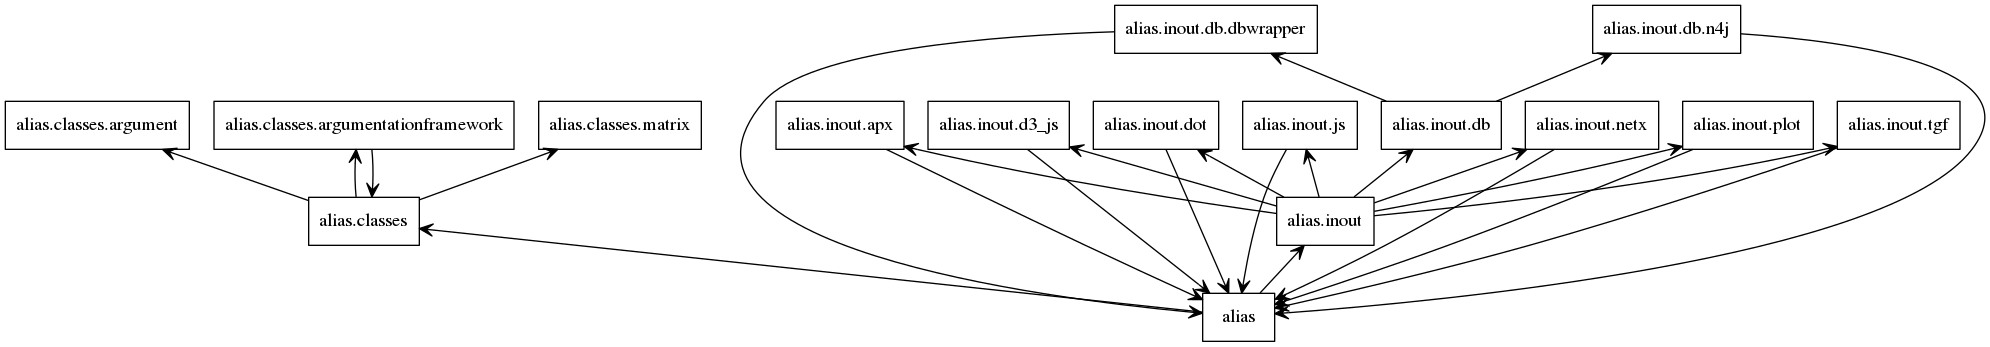 alias.inout.db.dbwrapper
alias.inout.db.n4j
alias.classes.argument
alias.classes.argumentationframework
alias.classes.matrix
alias.inout.apx
alias.inout.d3_js
alias.inout.dot
alias.inout.js
alias.inout.db
alias.inout.netx
alias.inout.plot
alias.inout.tgf
alias.classes
alias.inout
alias